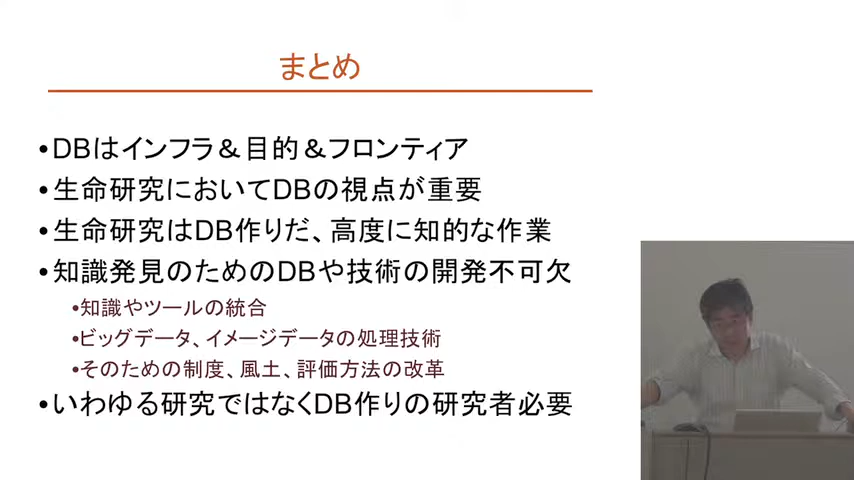 まとめ
•DBはインフラ＆目的＆フロンティア
•生命研究においてDBの視点が重要
•生命研究はDB作りだ、高度に知的な作業
•知識発見のためのDBや技術の開発不可欠
•知識やツールの統合
•ビッグデータ、イメージデータの処理技術
•そのための制度、風土、評価方法の改革
•いわゆる研究ではなくDB作りの研究者必要